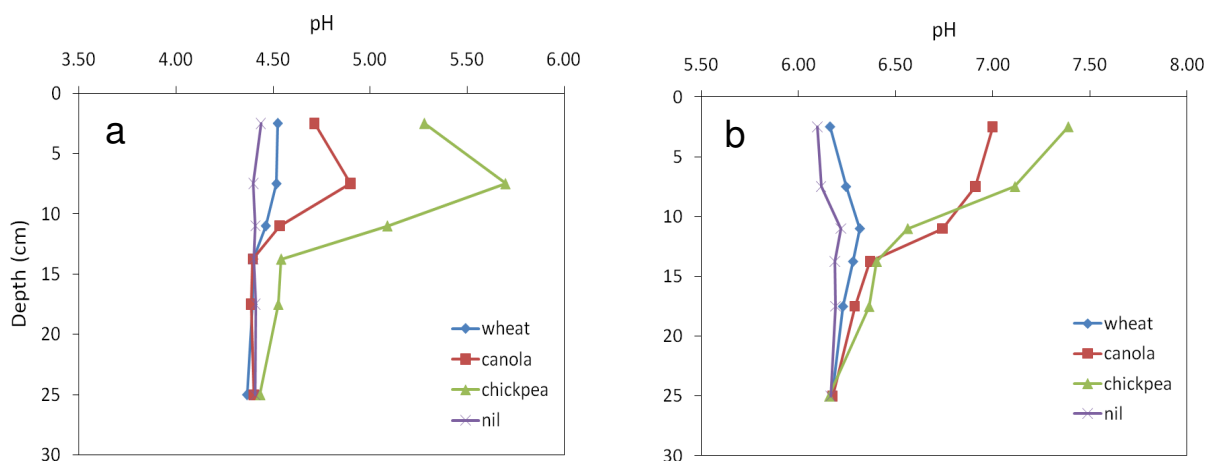 pH
3.50 4.00 4.50 5.00 5.50 6.00
0
5
10
15
20
25
30
Depth (cm)
a
wheat
canola
chickpea
nil
pH
5.50 6.00 6.50 7.00 7.50 8.00
0
5
10
15
20
25
30
b
wheat
canola
chickpea
nil